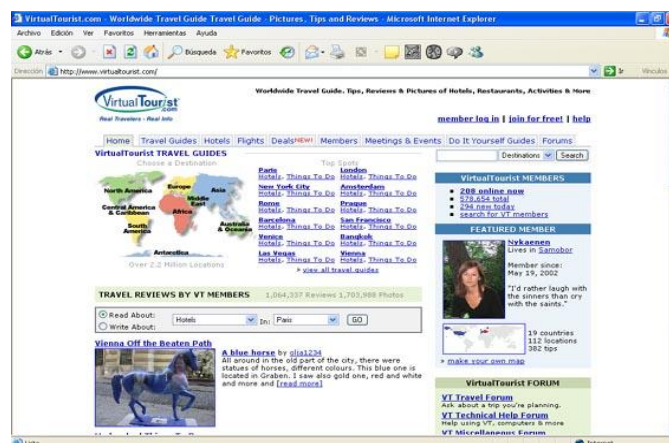 VirtualTourist.com - Worldwide Travel Guide Travel Guide - Pictures, Tips and Reviews - Microsoft Internet Explorer
Archivo Edición Ver Favoritos Herramientas Ayuda
Atrás Búsqueda Favoritos
Dirección http://www.virtualtourist.com/ Ir Vínculos
VirtualTourist.com
Real Travelers - Real Info
Worldwide Travel Guide. Tips, Reviews & Pictures of Hotels, Restaurants, Activities & More
member log in | join for free! | help
Home Travel Guides Hotels Flights Deals NEW! Members Meetings & Events Do It Yourself Guides Forums
VirtualTourist TRAVEL GUIDES
Choose a Destination
North America
Europe
Asia
Middle East
Central America & Caribbean
Africa
South America
Australia & Oceania
Antarctica
Over 2.2 Million Locations
Top Spots
Paris
Hotels, Things To Do
London
Hotels, Things To Do
New York City
Hotels, Things To Do
Amsterdam
Hotels, Things To Do
Rome
Hotels, Things To Do
Prague
Hotels, Things To Do
Barcelona
Hotels, Things To Do
San Francisco
Hotels, Things To Do
Venice
Hotels, Things To Do
Bangkok
Hotels, Things To Do
Las Vegas
Hotels, Things To Do
Vienna
Hotels, Things To Do
> view all travel guides
Destinations Search
VirtualTourist MEMBERS
208 online now
578,654 total
294 new today
search for VT members
FEATURED MEMBER
Nykaenen
Lives in Samobor
Member since:
May 19, 2002
"I'd rather laugh with
the sinners than cry
with the saints."
19 countries
112 locations
382 tips
> make your own map
TRAVEL REVIEWS BY VT MEMBERS 1,064,337 Reviews 1,703,988 Photos
Read About:
Write About:
Hotels In: Paris GO
Vienna Off the Beaten Path
A blue horse by olja1234
All around in the old part of the city, there were
statues of horses, different colours. This blue one is
located in Graben. I saw also gold one, red and white
and more and [read more]
VirtualTourist FORUM
VT Travel Forum
Ask about a trip you're planning.
VT Technical Help Forum
Help using VT, computers & more
VT Miscellaneous Forum
Internet